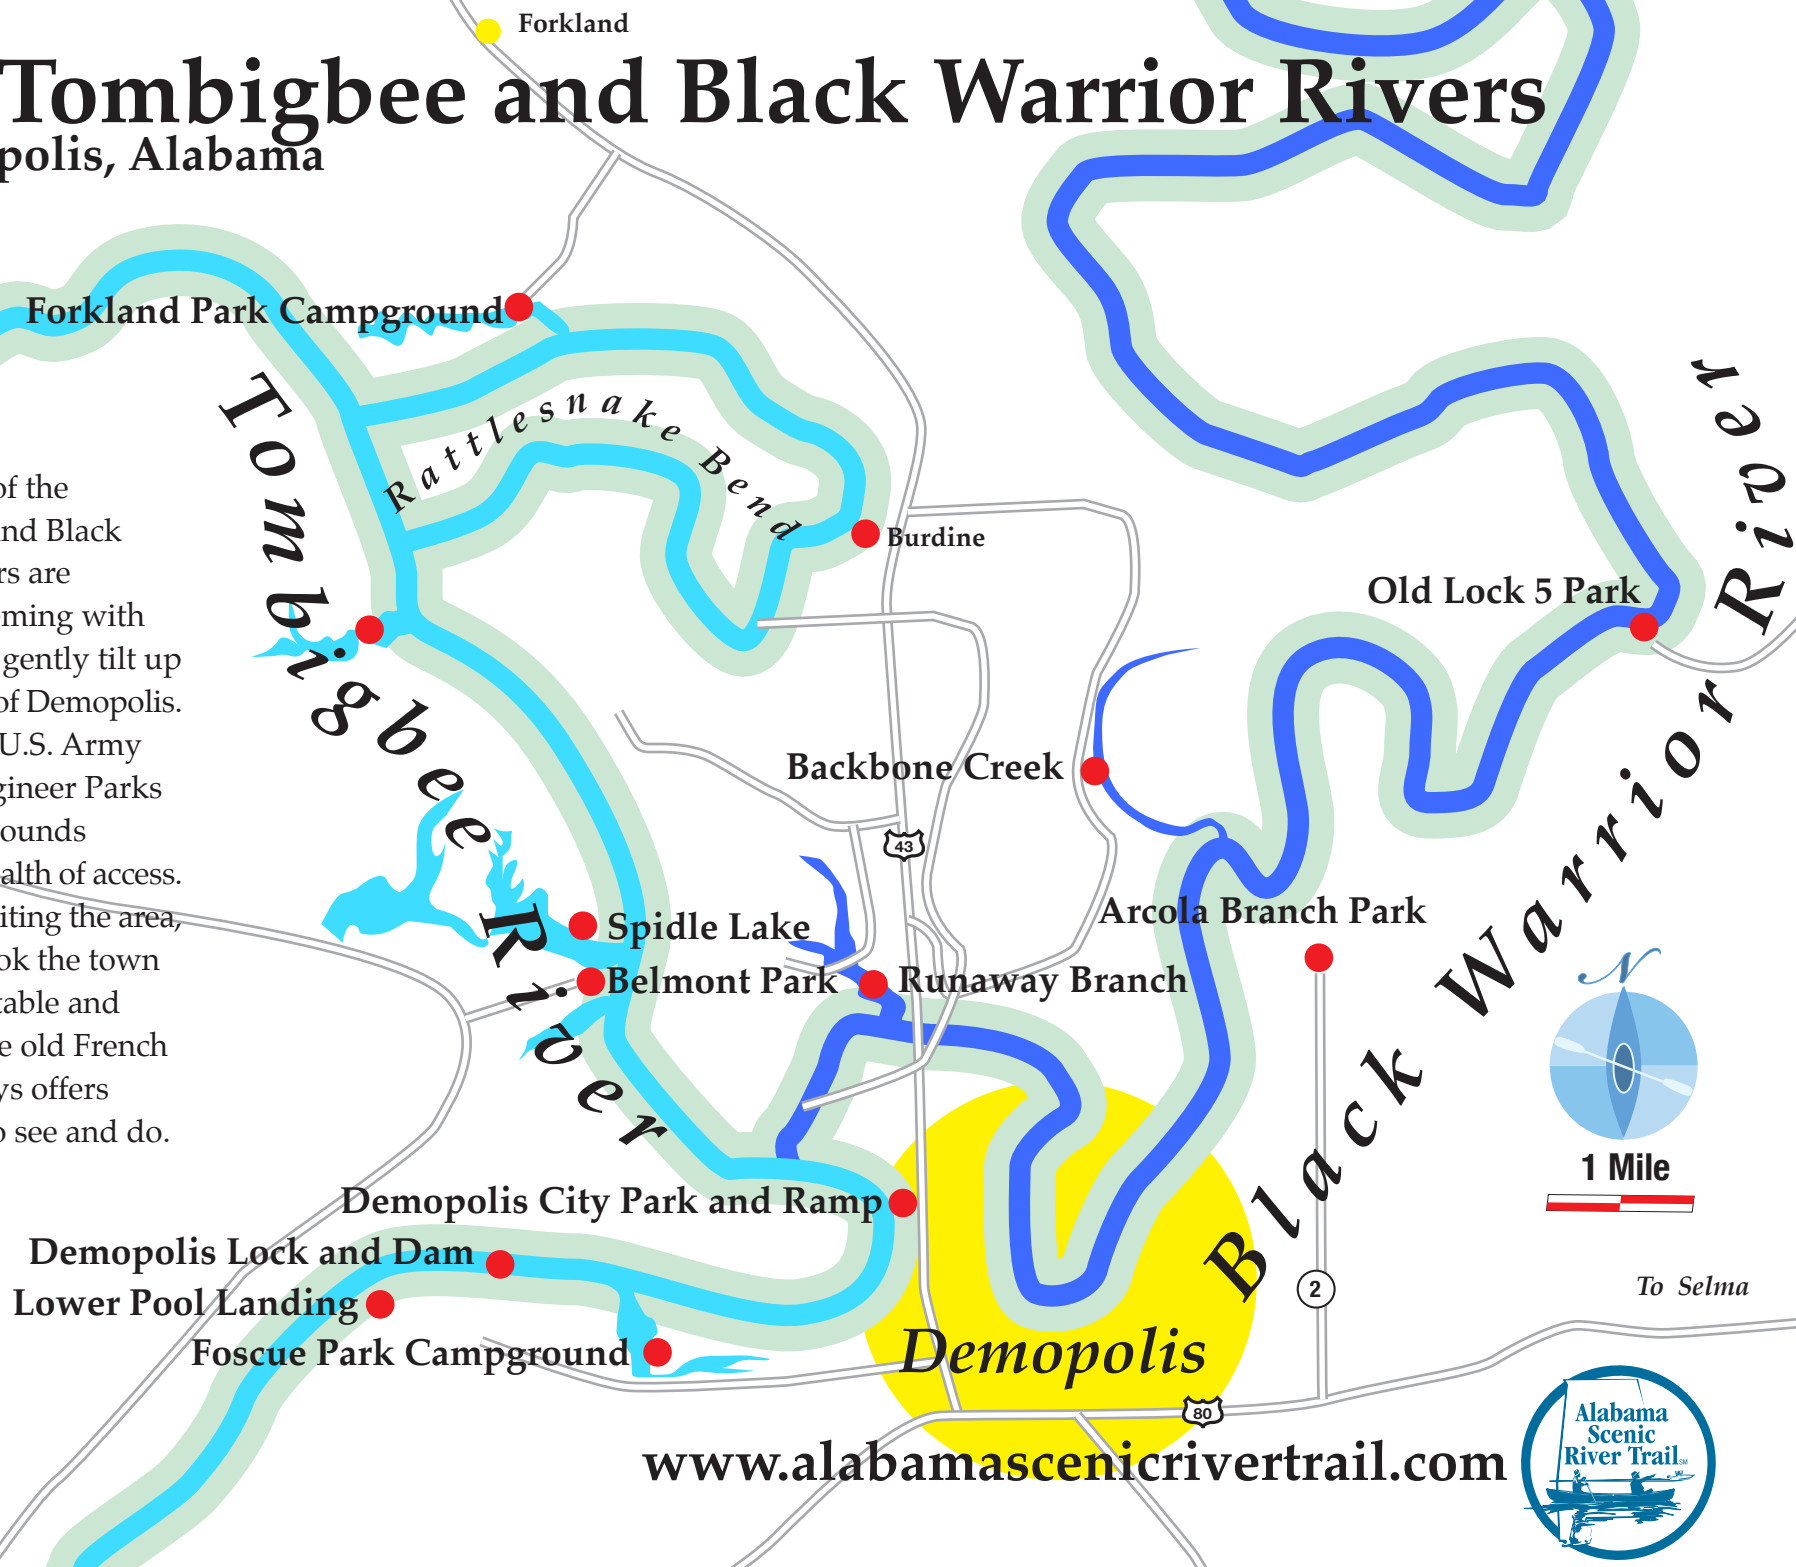 Forkland
Tombigbee and Black Warrior Rivers
polis, Alabama
Forkland Park Campground
Tombigbee River
Rattlesnake Bend
Burdine
Old Lock 5 Park
Black Warrior River
of the
nd Black
rs are
ming with
gently tilt up
of Demopolis.
U.S. Army
gineer Parks
ounds
alth of access.
iting the area,
ok the town
table and
e old French
ys offers
o see and do.
Backbone Creek
43
Arcola Branch Park
Spidle Lake
Belmont Park
Runaway Branch
N
1 Mile
Demopolis City Park and Ramp
Demopolis Lock and Dam
Lower Pool Landing
Foscue Park Campground
2
To Selma
Demopolis
80
www.alabamascenicrivertrail.com
Alabama
Scenic
River Trail SM